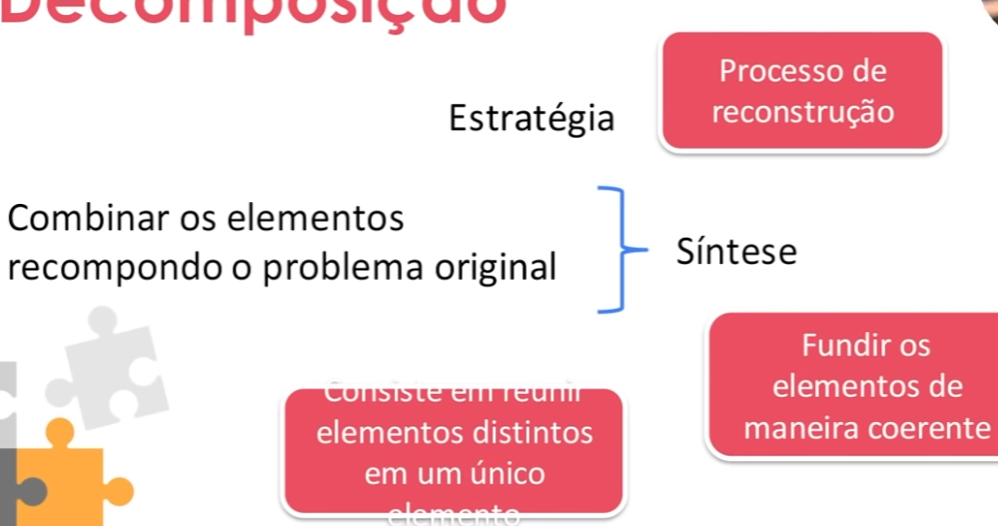 Decomposição
Processo de
reconstrução
Estratégia
Combinar os elementos
recompondo o problema original
Síntese
Fundir os
elementos de
maneira coerente
Consiste em reunir
elementos distintos
em um único
elemento